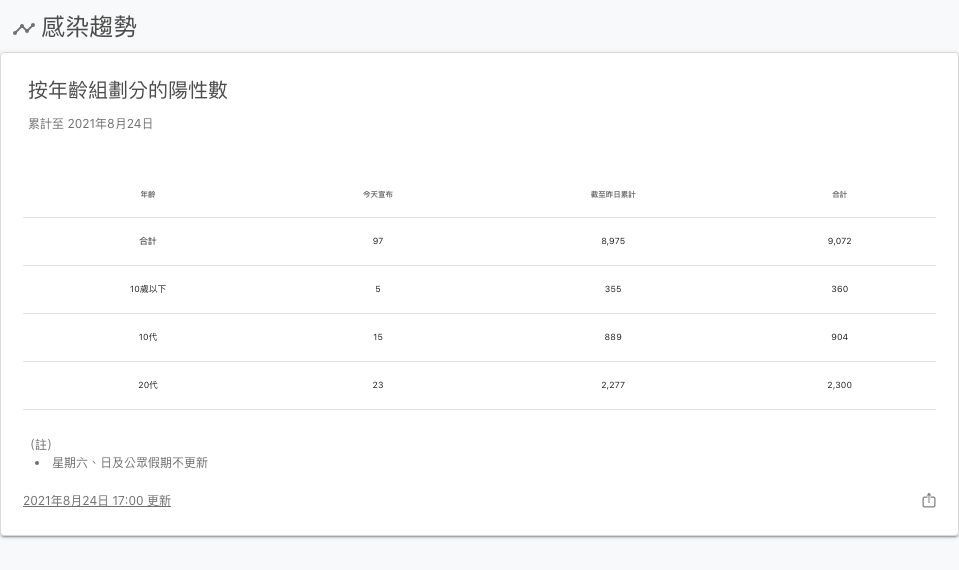 感染趨勢
按年齡組劃分的陽性數
累計至 2021年8月24日
年齡 今天宣布 截至昨日累計 合計
合計 97 8,975 9,072
10歲以下 5 355 360
10代 15 889 904
20代 23 2,277 2,300
（註）
• 星期六、日及公眾假期不更新
2021年8月24日 17:00 更新